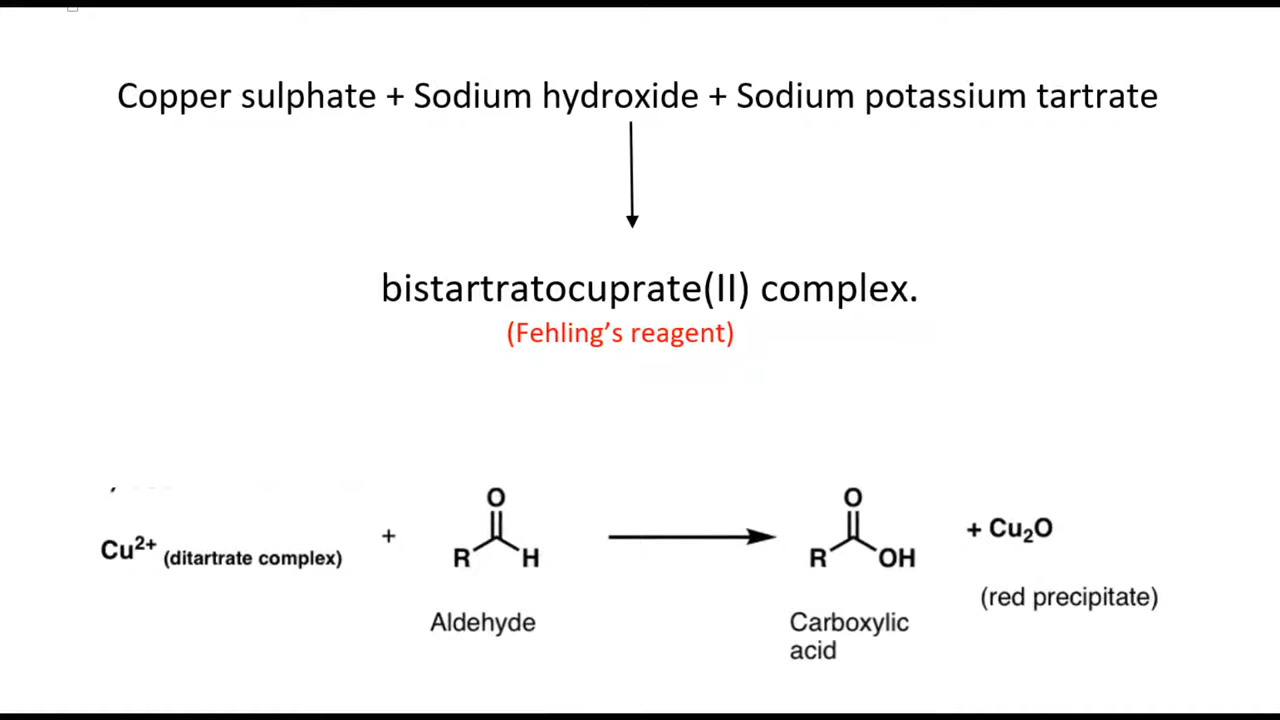 Copper sulphate + Sodium hydroxide + Sodium potassium tartrate
bistartratocuprate(II) complex.
(Fehling’s reagent)
Cu²⁺ (ditartrate complex) + R O H R O OH + Cu₂O
(red precipitate)
Aldehyde
Carboxylic
acid